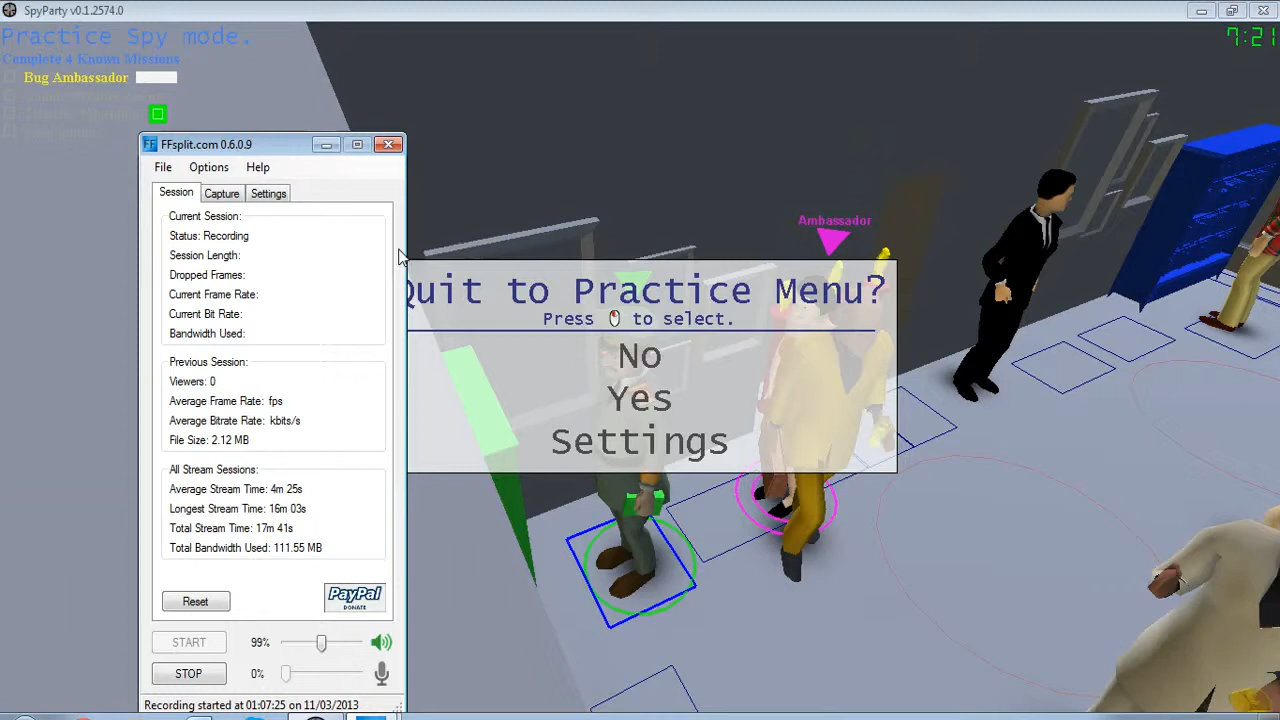 SpyParty v0.1.2574.0
Practice Spy mode.
7:21
Complete 4 Known Missions
Bug Ambassador
FFsplit.com 0.6.0.9
File Options Help
Session Capture Settings
Current Session:
Status: Recording
Session Length:
Dropped Frames:
Current Frame Rate:
Current Bit Rate:
Bandwidth Used:
Previous Session:
Viewers: 0
Average Frame Rate: fps
Average Bitrate Rate: kbits/s
File Size: 2.12 MB
All Stream Sessions:
Average Stream Time: 4m 25s
Longest Stream Time: 16m 03s
Total Stream Time: 17m 41s
Total Bandwidth Used: 111.55 MB
Reset
PayPal
DONATE
START 99%
STOP 0%
Recording started at 01:07:25 on 11/03/2013
Ambassador
Quit to Practice Menu?
Press to select.
No
Yes
Settings